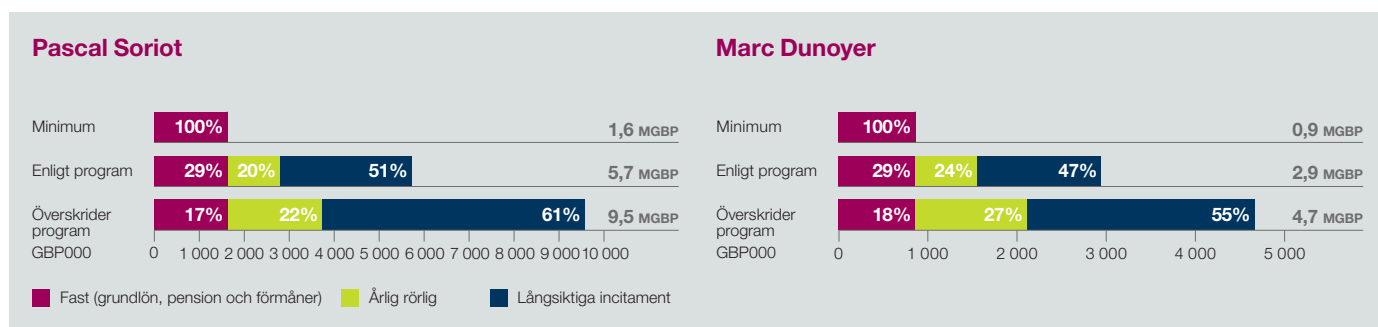 Pascal Soriot
Minimum 100% 1,6 MGBP
Enligt program 29% 20% 51% 5,7 MGBP
Överskrider program 17% 22% 61% 9,5 MGBP
GBP000 0 1 000 2 000 3 000 4 000 5 000 6 000 7 000 8 000 9 000 10 000
Marc Dunoyer
Minimum 100% 0,9 MGBP
Enligt program 29% 24% 47% 2,9 MGBP
Överskrider program 18% 27% 55% 4,7 MGBP
GBP000 0 1 000 2 000 3 000 4 000 5 000
Fast (grundlön, pension och förmåner) Årlig rörlig Långsiktiga incitament